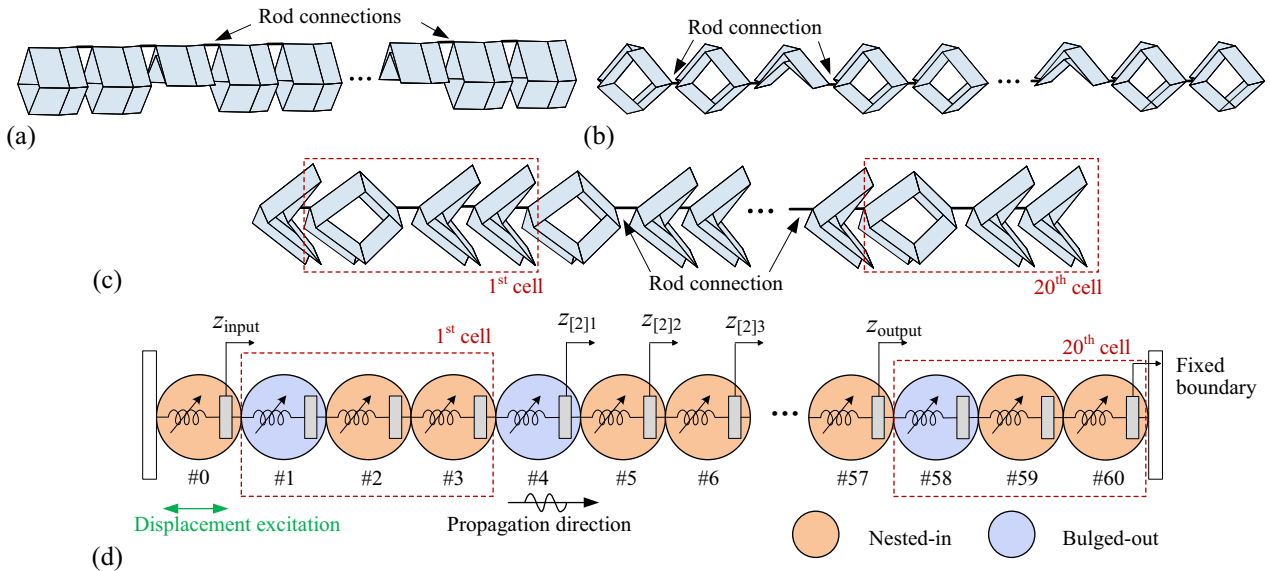 Rod connections
Rod connection
(a)
(b)
1st cell
Rod connection
20th cell
(c)
zinput
1st cell
z[2]1
z[2]2
z[2]3
zoutput
20th cell
Fixed
boundary
#0
#1
#2
#3
#4
#5
#6
#57
#58
#59
#60
Displacement excitation
Propagation direction
Nested-in
Bulged-out
(d)